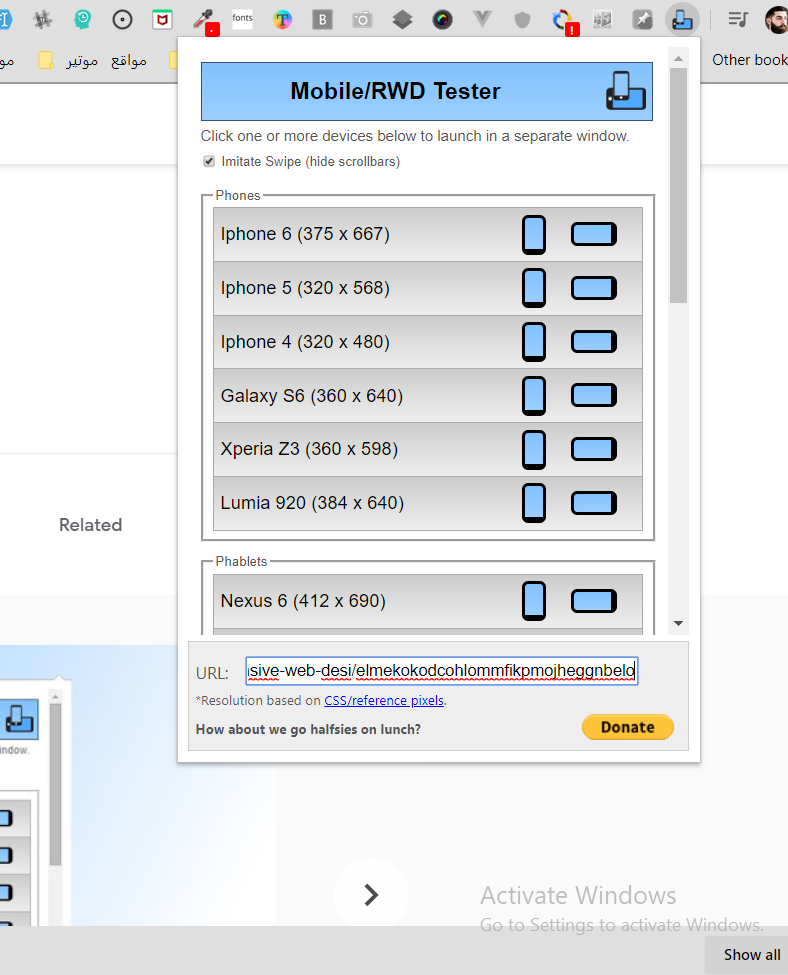 fonts
T
B
V
!
مو
موتير
مواقع
Other book
Mobile/RWD Tester
Click one or more devices below to launch in a separate window.
Imitate Swipe (hide scrollbars)
Phones
Iphone 6 (375 x 667)
Iphone 5 (320 x 568)
Iphone 4 (320 x 480)
Galaxy S6 (360 x 640)
Xperia Z3 (360 x 598)
Lumia 920 (384 x 640)
Related
Phablets
Nexus 6 (412 x 690)
URL: sive-web-desi/elmekokodcohlommfikpmojheggnbelo
*Resolution based on CSS/reference pixels.
How about we go halfsies on lunch?
Donate
indow.
Activate Windows
Go to Settings to activate Windows.
Show all